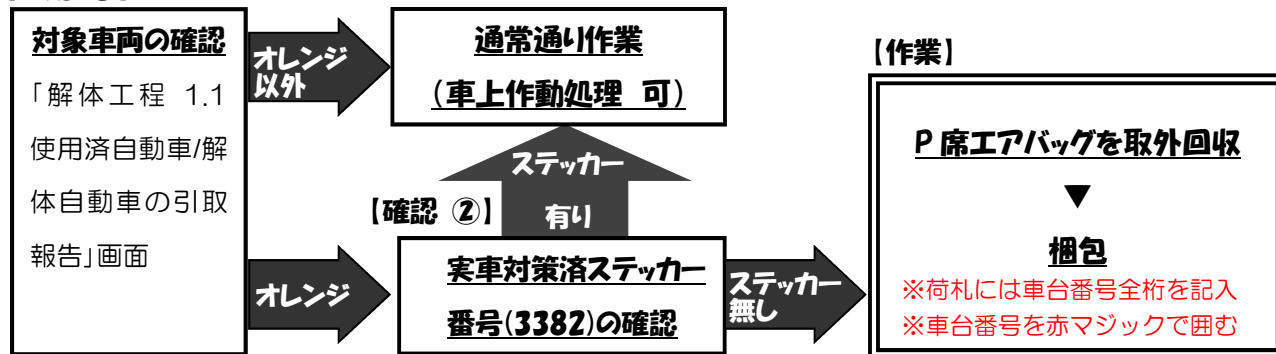 対象車両の確認
「解体工程 1.1
使用済自動車/解
体自動車の引取
報告」画面
オレンジ
以外
通常通り作業
(車上作動処理 可)
ステッカー
有り
【確認 ②】
オレンジ
実車対策済ステッカー
番号(3382)の確認
ステッカー
無し
【作業】
P席エアバッグを取外回収
▼
梱包
※荷札には車台番号全桁を記入
※車台番号を赤マジックで囲む